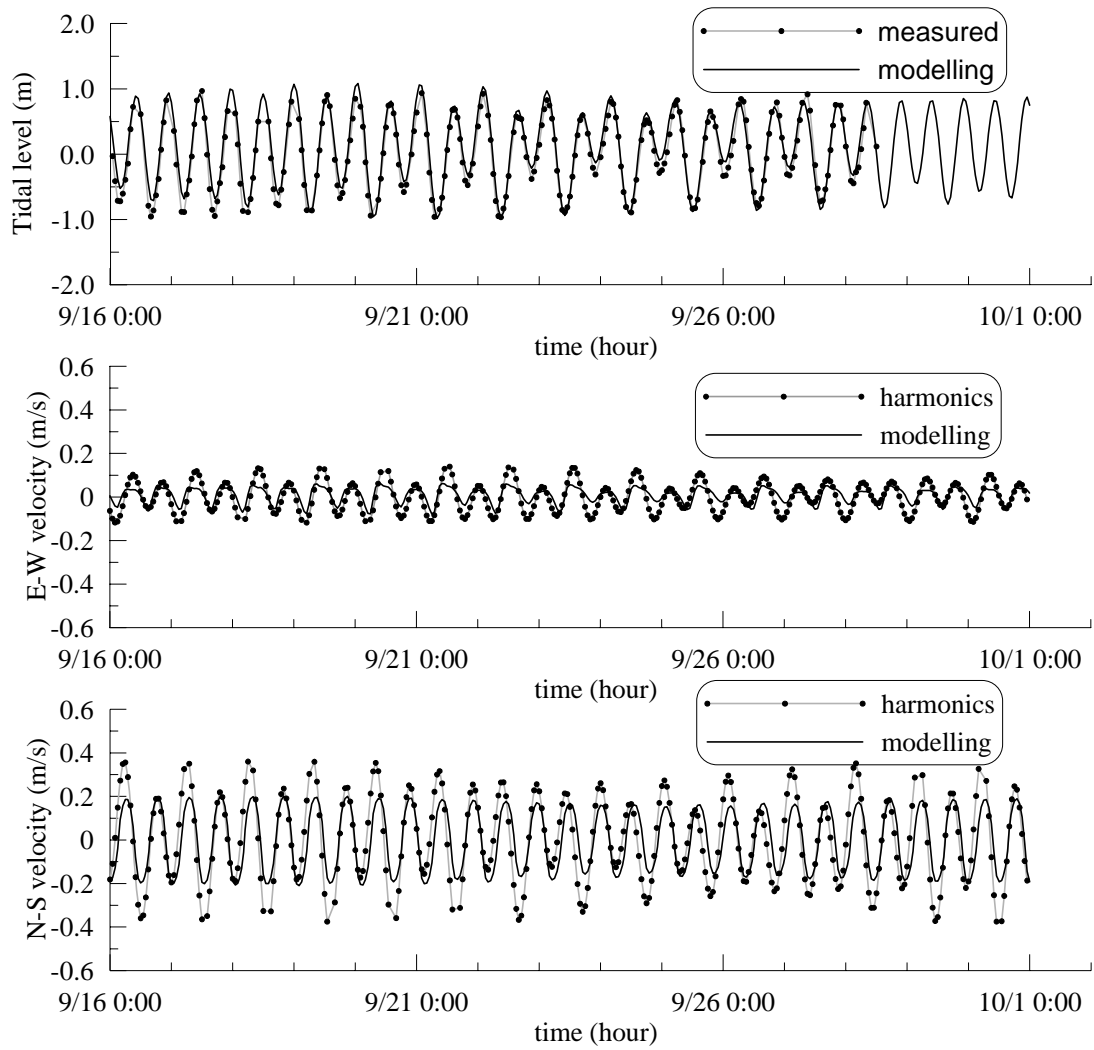 2.0
measured
modelling
1.0
0.0
-1.0
-2.0
Tidal level (m)
9/16 0:00 9/21 0:00 9/26 0:00 10/1 0:00
time (hour)
0.6
harmonics
modelling
0.4
0.2
0
-0.2
-0.4
-0.6
E-W velocity (m/s)
9/16 0:00 9/21 0:00 9/26 0:00 10/1 0:00
time (hour)
0.6
harmonics
modelling
0.4
0.2
0
-0.2
-0.4
-0.6
N-S velocity (m/s)
9/16 0:00 9/21 0:00 9/26 0:00 10/1 0:00
time (hour)